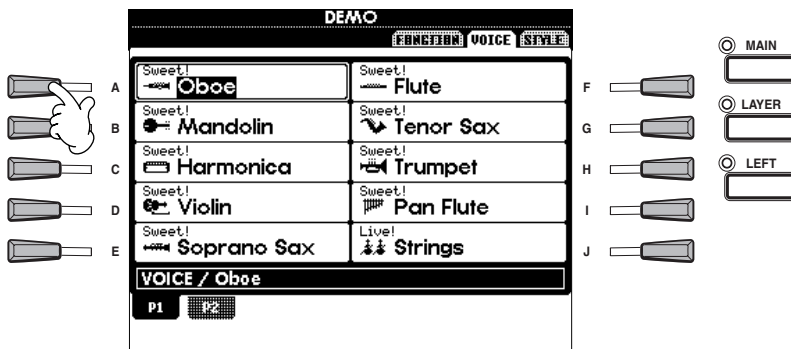 DEMO
FUNCTION VOICE STYLE
MAIN
LAYER
LEFT
A
Sweet!
Oboe
Sweet!
Flute
F
B
Sweet!
Mandolin
Sweet!
Tenor Sax
G
C
Sweet!
Harmonica
Sweet!
Trumpet
H
D
Sweet!
Violin
Sweet!
Pan Flute
I
E
Sweet!
Soprano Sax
Live!
Strings
J
VOICE / Oboe
P1 P2